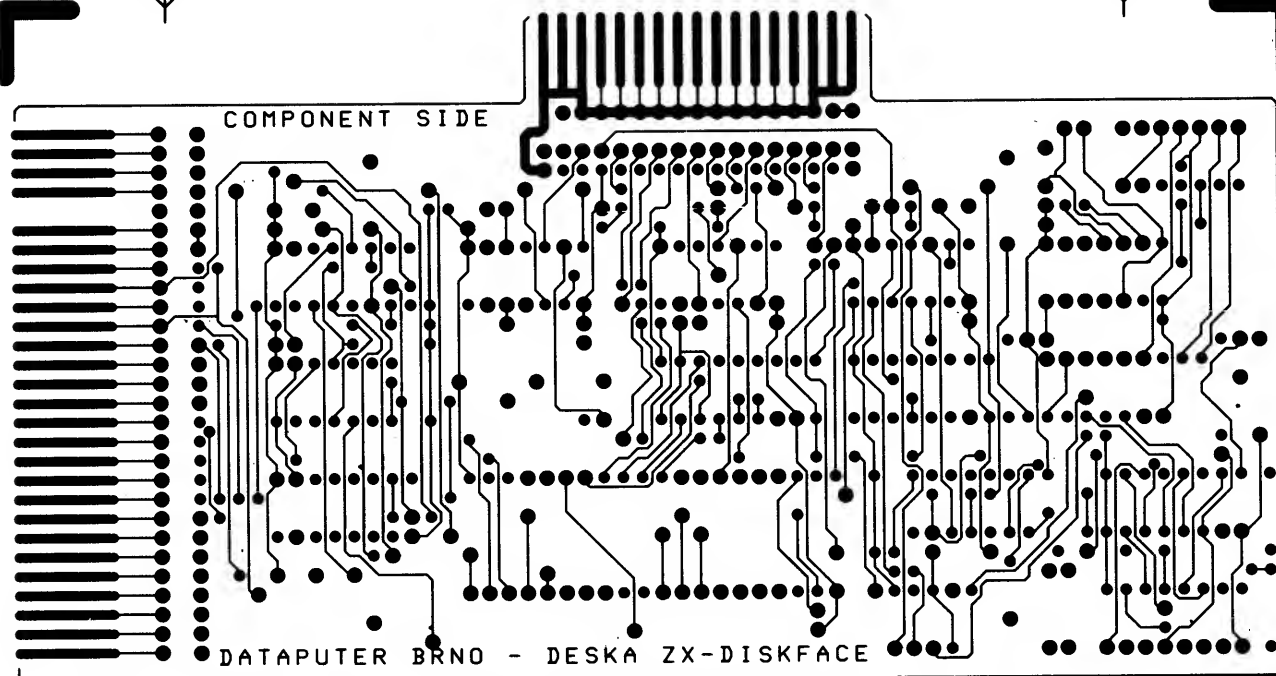 COMPONENT SIDE
DATAPUTER BRNO - DESKA ZX-DISKFACE